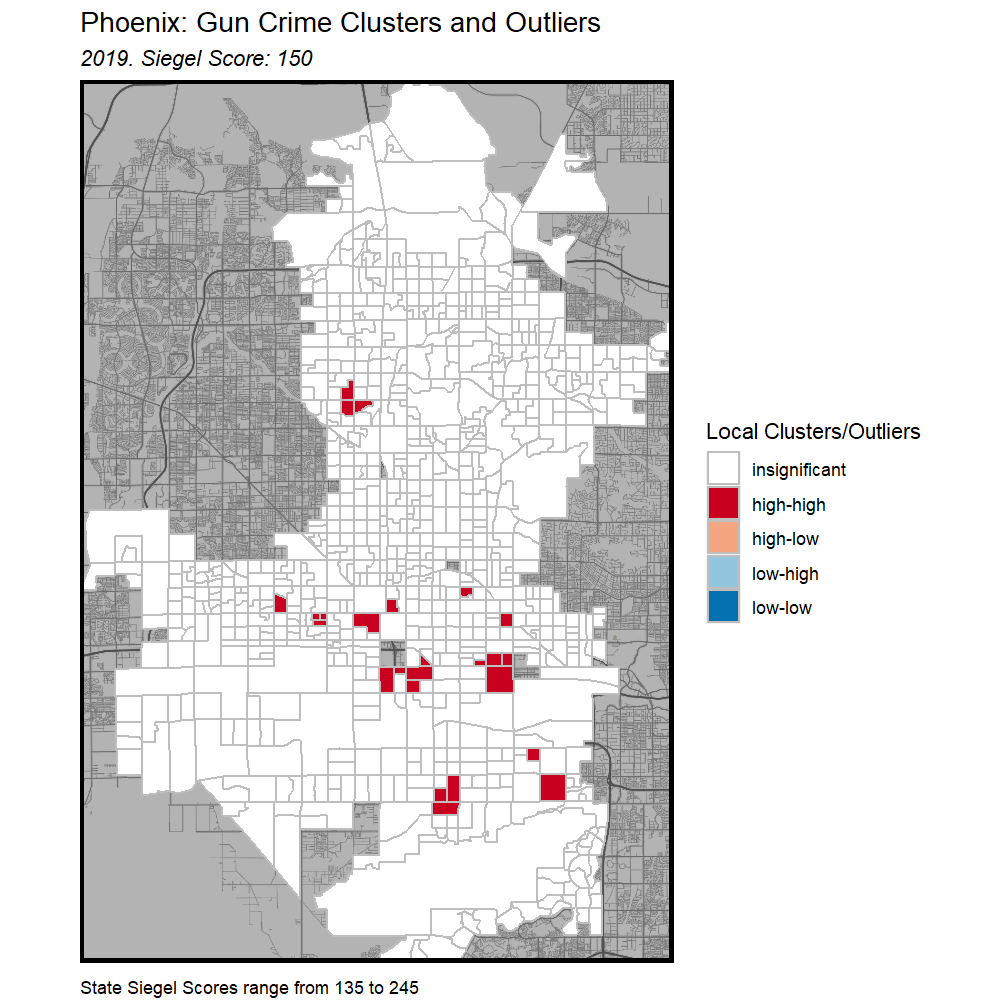 Phoenix: Gun Crime Clusters and Outliers
2019. Siegel Score: 150
Local Clusters/Outliers
insignificant
high-high
high-low
low-high
low-low
State Siegel Scores range from 135 to 245